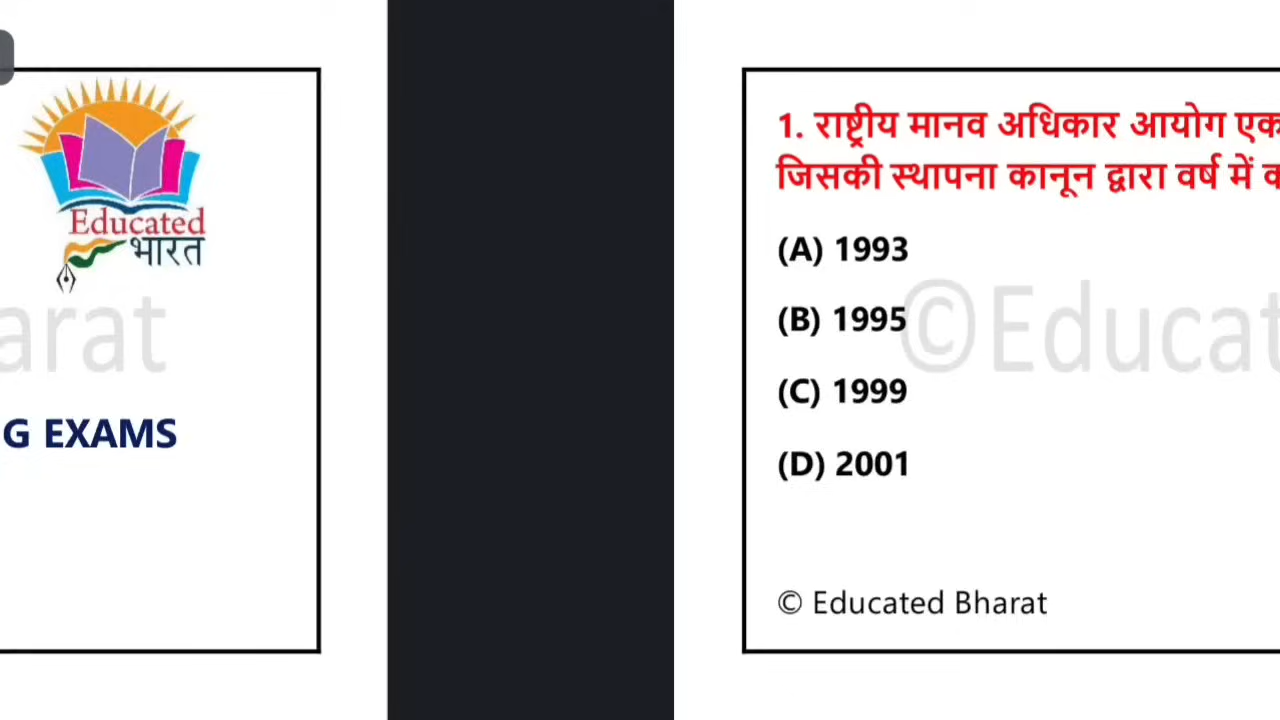 Educated
भारत
arat
G EXAMS
1. राष्ट्रीय मानव अधिकार आयोग एक
जिसकी स्थापना कानून द्वारा वर्ष में
(A) 1993
(B) 1995
(C) 1999
(D) 2001
©Educat
© Educated Bharat